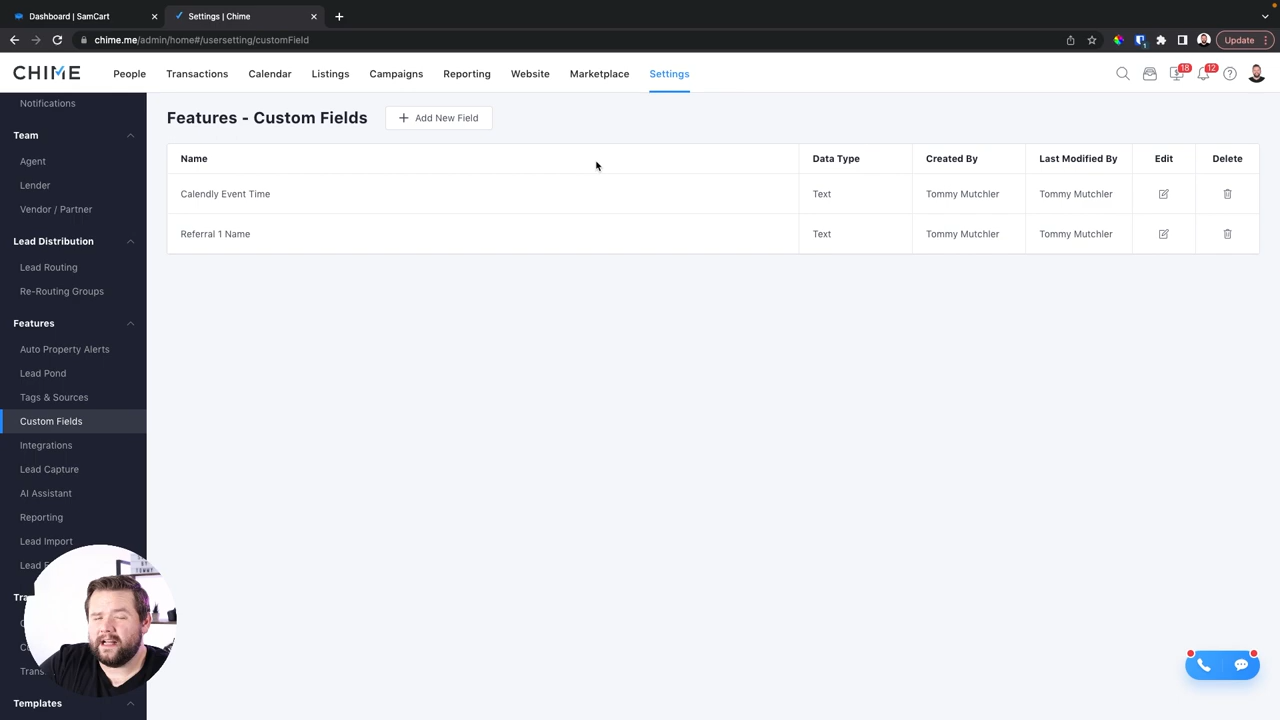 Dashboard | SamCart
Settings | Chime
chime.me/admin/home#/usersetting/customField
Update
CHIME
People
Transactions
Calendar
Listings
Campaigns
Reporting
Website
Marketplace
Settings
18
12
Notifications
Team
Agent
Lender
Vendor / Partner
Lead Distribution
Lead Routing
Re-Routing Groups
Features
Auto Property Alerts
Lead Pond
Tags & Sources
Custom Fields
Integrations
Lead Capture
AI Assistant
Reporting
Lead Import
Lead
Templates
Features - Custom Fields
Add New Field
Name Data Type Created By Last Modified By Edit Delete
Calendly Event Time Text Tommy Mutchler Tommy Mutchler
Referral 1 Name Text Tommy Mutchler Tommy Mutchler